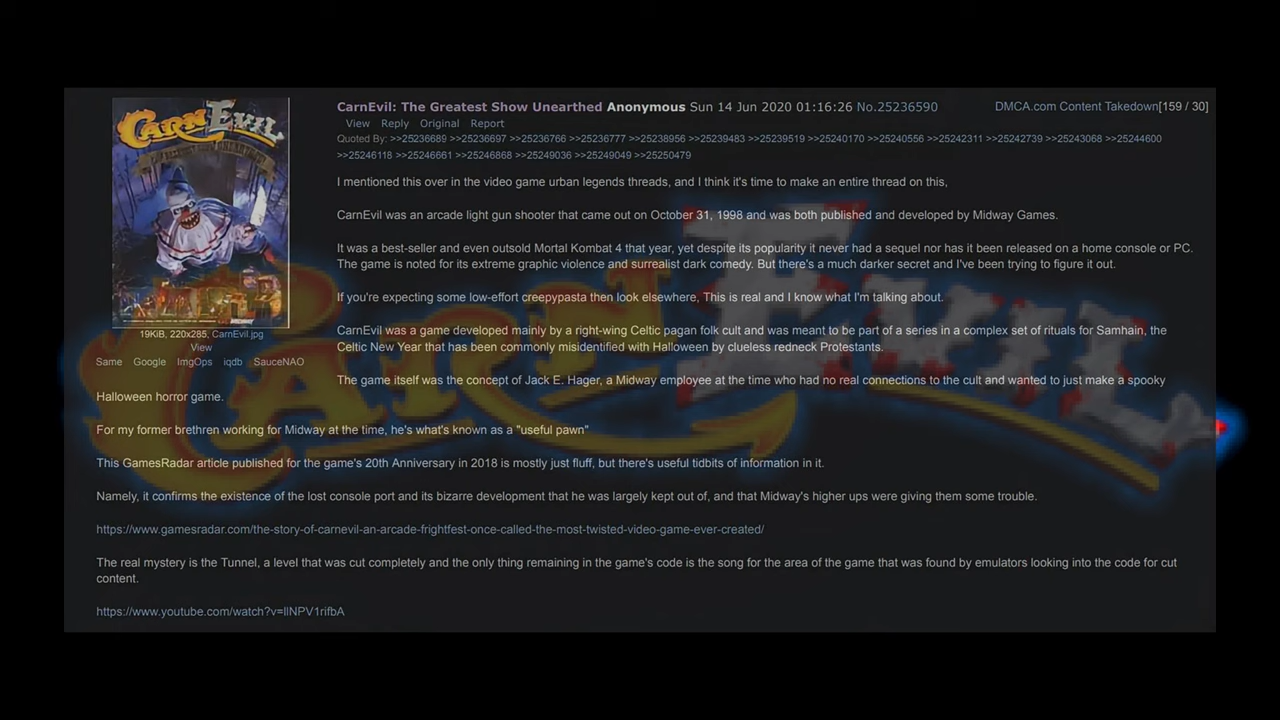 CarnEvil: The Greatest Show Unearthed Anonymous Sun 14 Jun 2020 01:16:26 No.25236590
DMCA.com Content Takedown[159 / 30]
View Reply Original Report
Quoted By: >>25236689 >>25236697 >>25236766 >>25236777 >>25238956 >>25239483 >>25239519 >>25240170 >>25240556 >>25242311 >>25242739 >>25243068 >>25244600
>>25246118 >>25246661 >>25246868 >>25249036 >>25249049 >>25250479
CARNEVIL
MIDWAY
19KiB, 220x285, CarnEvil.jpg
View
Same Google ImgOps iqdb SauceNAO
I mentioned this over in the video game urban legends threads, and I think it's time to make an entire thread on this,
CarnEvil was an arcade light gun shooter that came out on October 31, 1998 and was both published and developed by Midway Games.
It was a best-seller and even outsold Mortal Kombat 4 that year, yet despite its popularity it never had a sequel nor has it been released on a home console or PC.
The game is noted for its extreme graphic violence and surrealist dark comedy. But there's a much darker secret and I've been trying to figure it out.
If you're expecting some low-effort creepypasta then look elsewhere, This is real and I know what I'm talking about.
CarnEvil was a game developed mainly by a right-wing Celtic pagan folk cult and was meant to be part of a series in a complex set of rituals for Samhain, the
Celtic New Year that has been commonly misidentified with Halloween by clueless redneck Protestants.
The game itself was the concept of Jack E. Hager, a Midway employee at the time who had no real connections to the cult and wanted to just make a spooky
Halloween horror game.
For my former brethren working for Midway at the time, he's what's known as a "useful pawn"
This GamesRadar article published for the game's 20th Anniversary in 2018 is mostly just fluff, but there's useful tidbits of information in it.
Namely, it confirms the existence of the lost console port and its bizarre development that he was largely kept out of, and that Midway's higher ups were giving them some trouble.
https://www.gamesradar.com/the-story-of-carnevil-an-arcade-frightfest-once-called-the-most-twisted-video-game-ever-created/
The real mystery is the Tunnel, a level that was cut completely and the only thing remaining in the game's code is the song for the area of the game that was found by emulators looking into the code for cut
content.
https://www.youtube.com/watch?v=IlNPV1rifbA
CARNEVIL